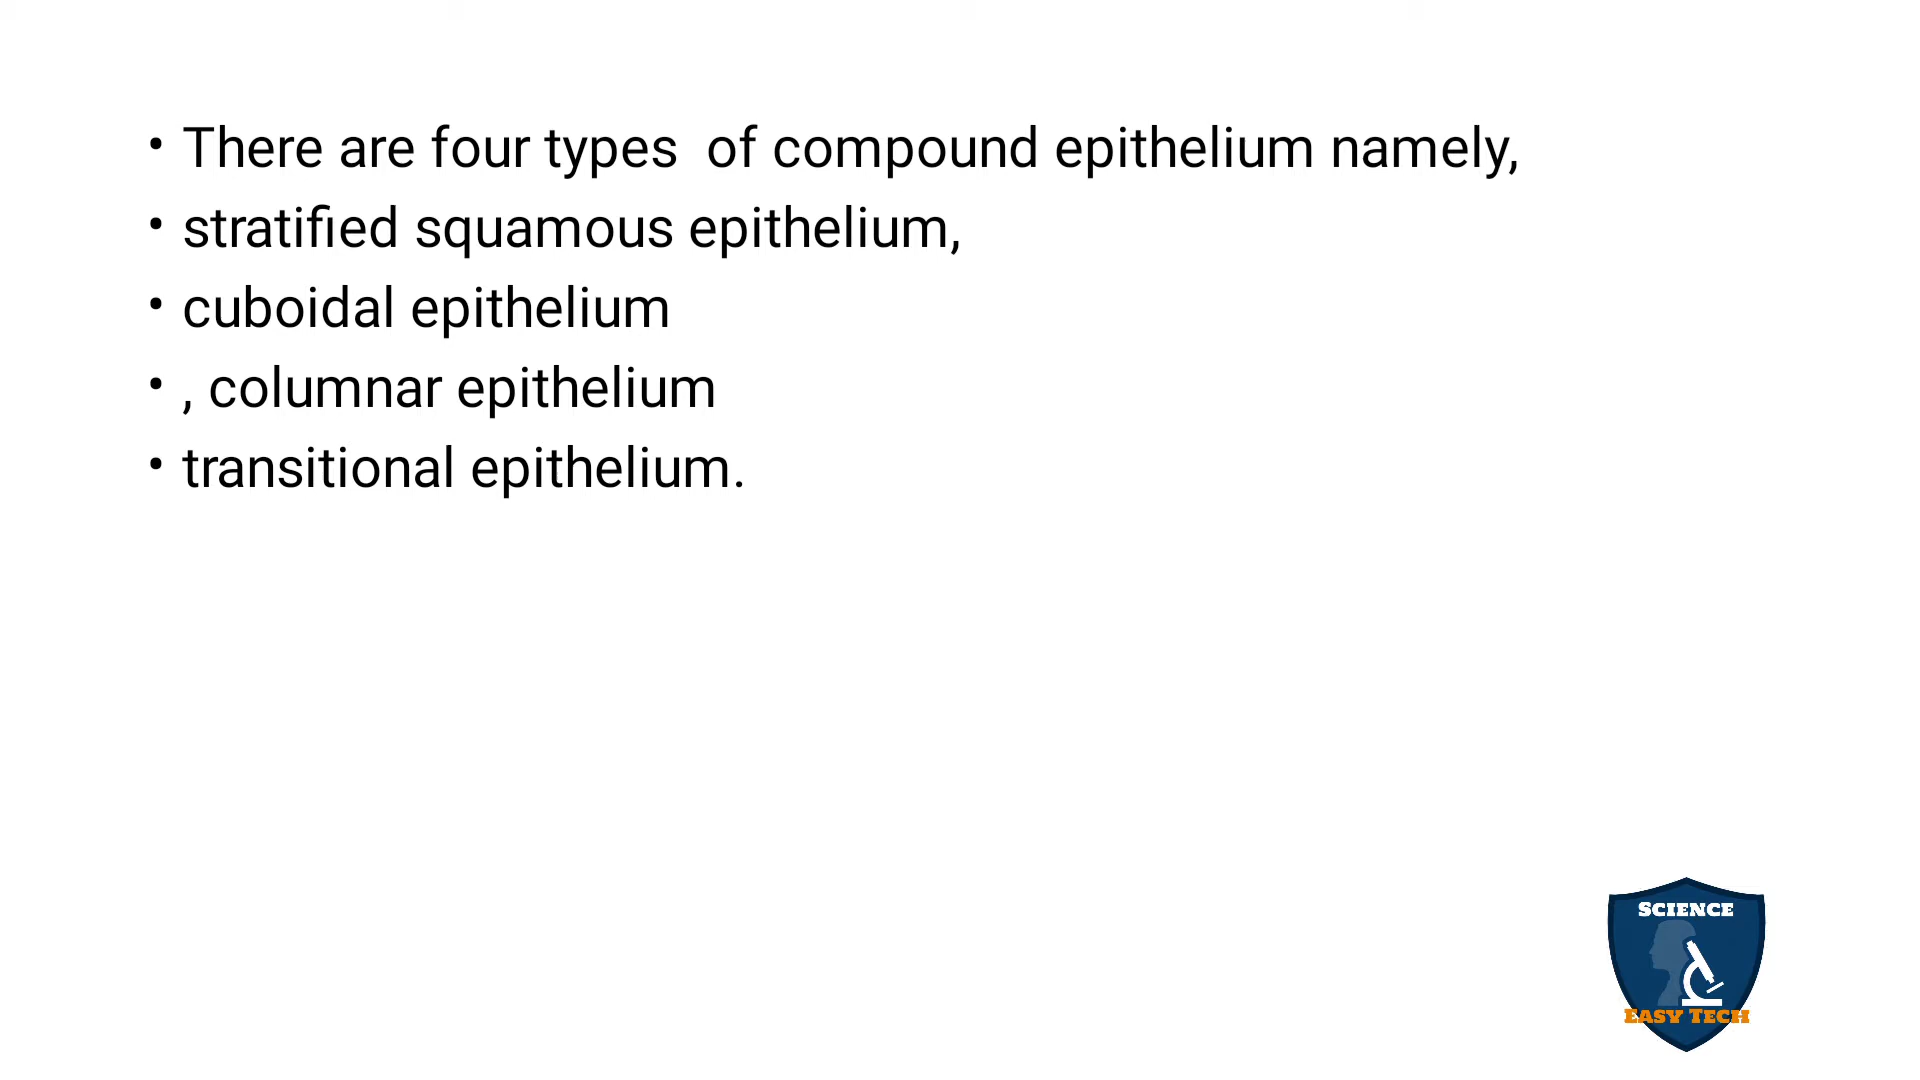 • There are four types  of compound epithelium namely,
• stratified squamous epithelium,
• cuboidal epithelium
• , columnar epithelium
• transitional epithelium.
SCIENCE
EASY TECH